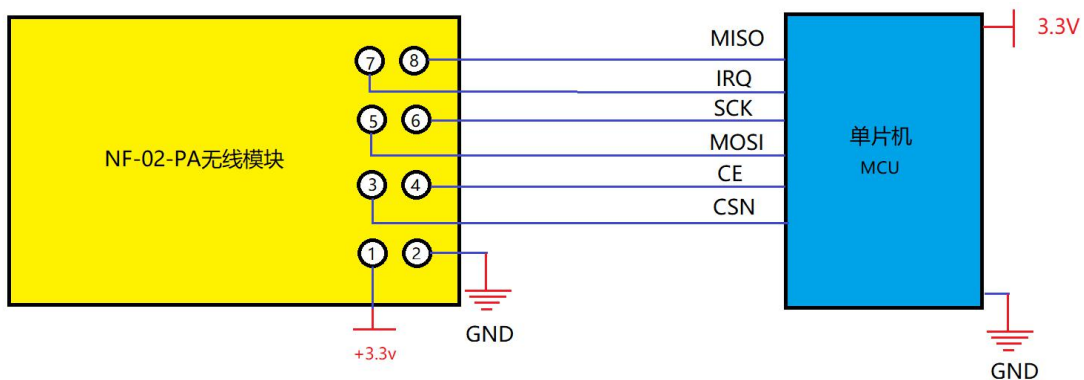 MISO
3.3V
7
8
IRQ
SCK
5
6
单片机
MOSI
NF-02-PA无线模块
MCU
CE
3
4
CSN
1
2
GND
+3.3v
GND